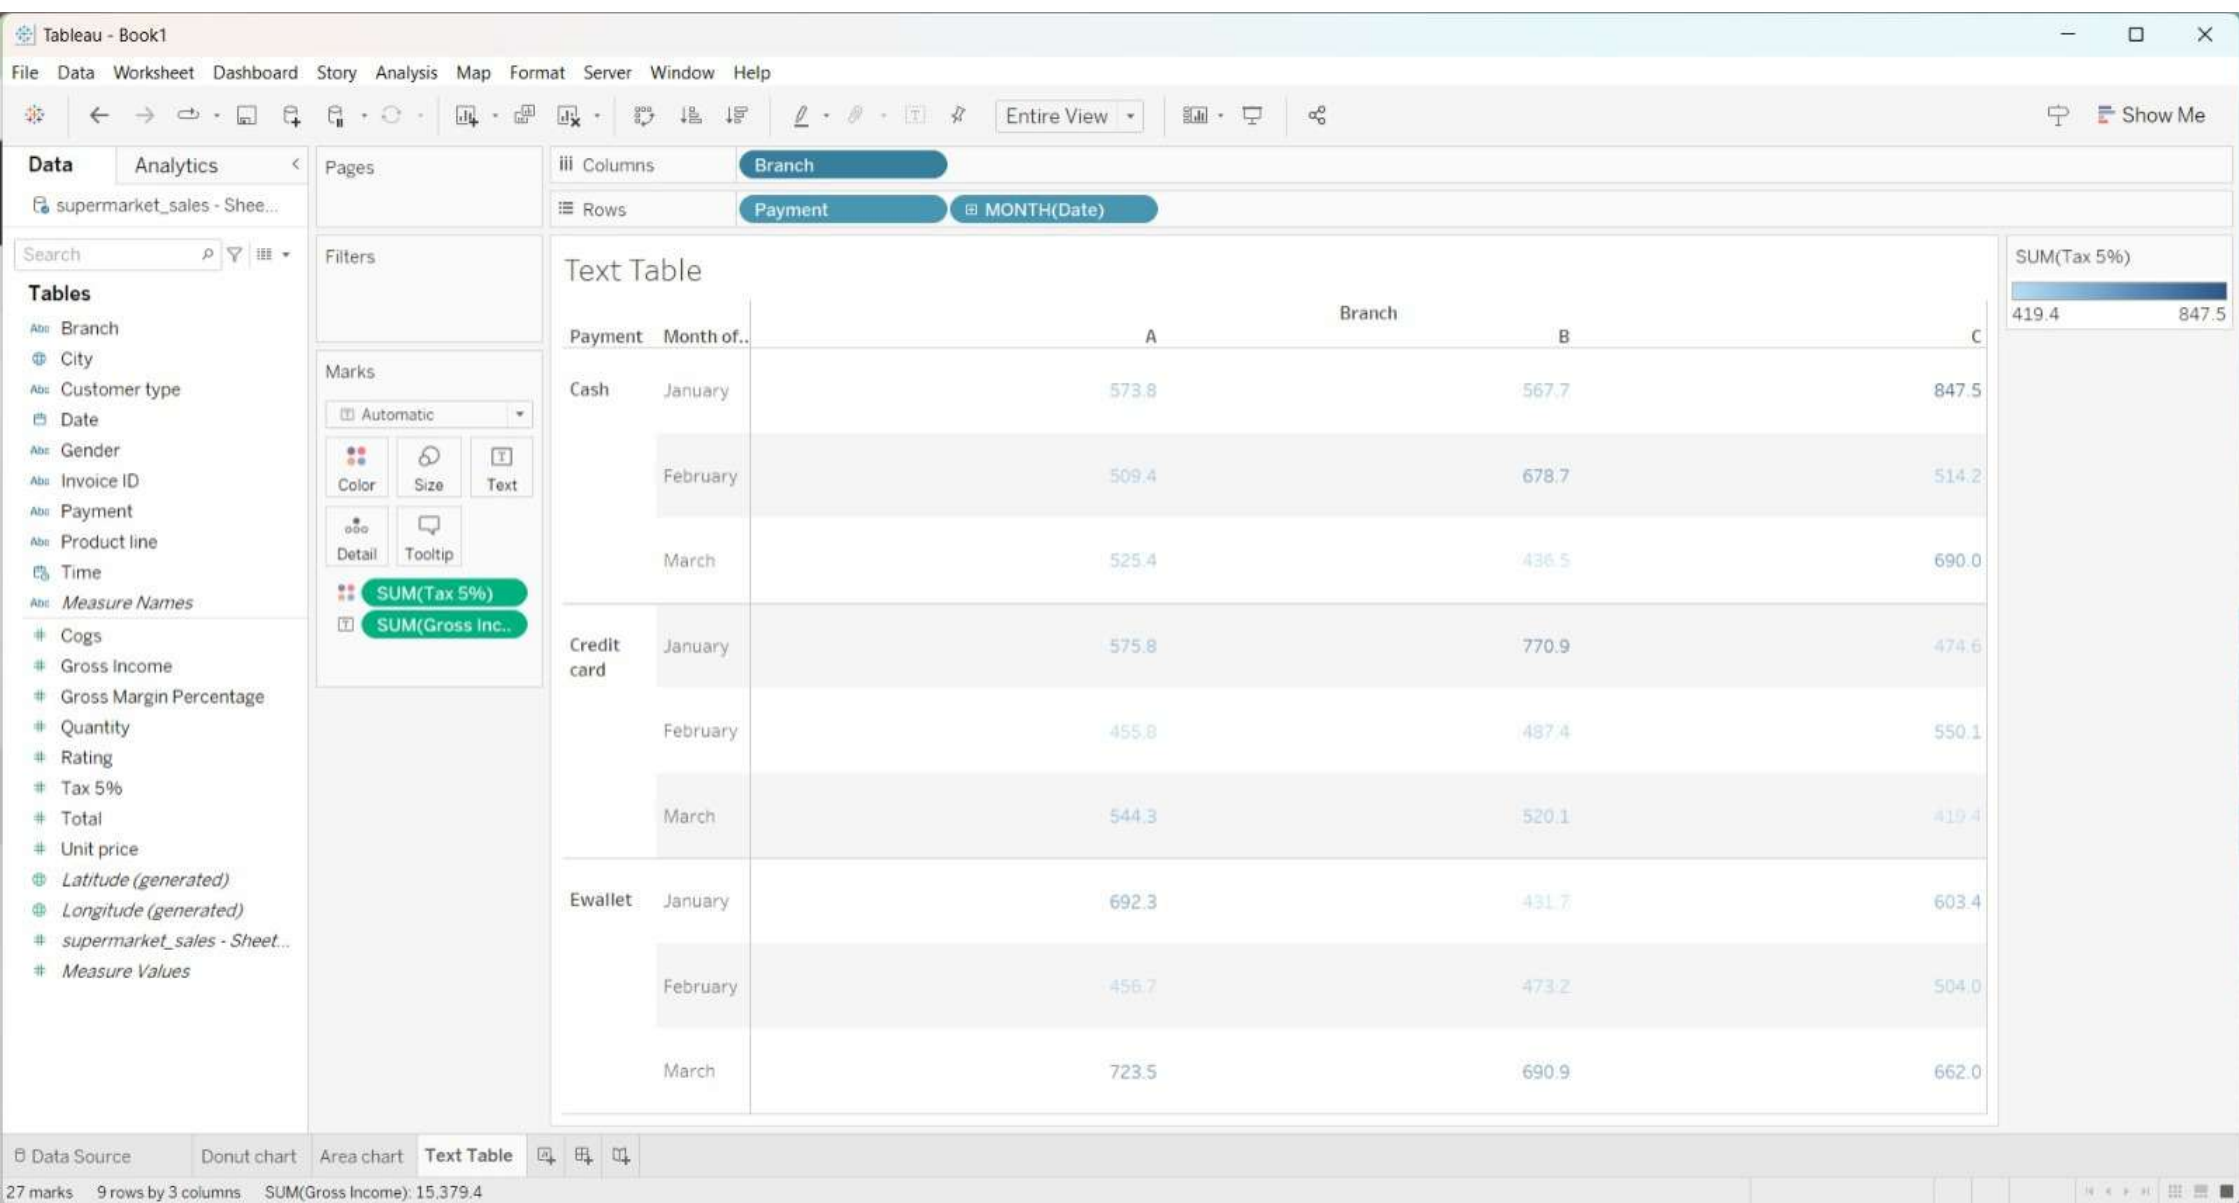 Tableau - Book1
File Data Worksheet Dashboard Story Analysis Map Format Server Window Help
Entire View
Show Me
Data Analytics
supermarket_sales - Shee...
Search
Tables
Abc Branch
City
Abc Customer type
Date
Abc Gender
Abc Invoice ID
Abc Payment
Abc Product line
Time
Abc Measure Names
# Cogs
# Gross Income
# Gross Margin Percentage
# Quantity
# Rating
# Tax 5%
# Total
# Unit price
Latitude (generated)
Longitude (generated)
# supermarket_sales - Sheet...
# Measure Values
Pages
Filters
Marks
Automatic
Color Size Text
Detail Tooltip
SUM(Tax 5%)
SUM(Gross Inc..
Columns Branch
Rows Payment MONTH(Date)
Text Table
Branch
Payment Month of.. A B C
Cash January 573.8 567.7 847.5
February 509.4 678.7 514.2
March 525.4 436.5 690.0
Credit card January 575.8 770.9 474.6
February 455.8 487.4 550.1
March 544.3 520.1 419.4
Ewallet January 692.3 431.7 603.4
February 456.7 473.2 504.0
March 723.5 690.9 662.0
SUM(Tax 5%)
419.4 847.5
Data Source Donut chart Area chart Text Table
27 marks 9 rows by 3 columns SUM(Gross Income): 15,379.4